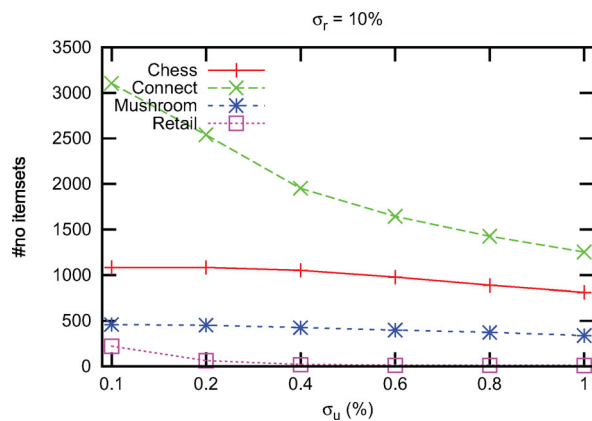 σr = 10%
3500
3000
2500
2000
1500
1000
500
0
#no itemsets
Chess
Connect
Mushroom
Retail
0.1 0.2 0.4 0.6 0.8 1
σu (%)